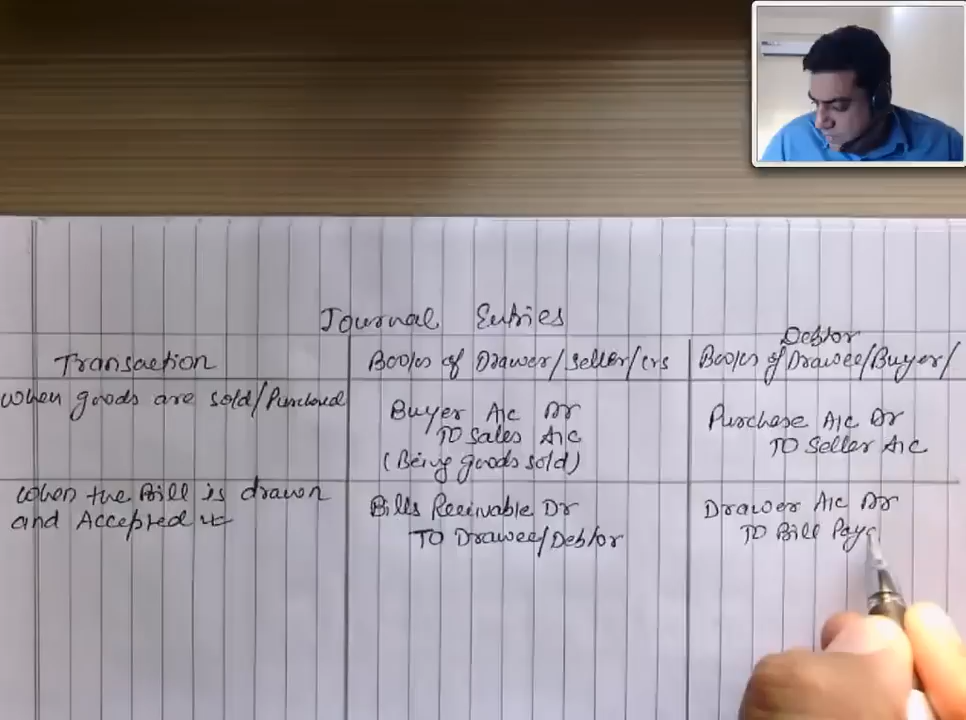 Journal Entries
Transaction
Books of Drawer/Seller/Crs
Debtor
Books of Drawee/Buyer/
When goods are sold/Purchased
Buyer A/c Dr
TO Sales A/c
(Being goods sold)
Purchase A/c Dr
TO Seller A/c
When the Bill is drawn
and Accepted it
Bills Receivable Dr
TO Drawee/Debtor
Drawer A/c Dr
TO Bill Paya